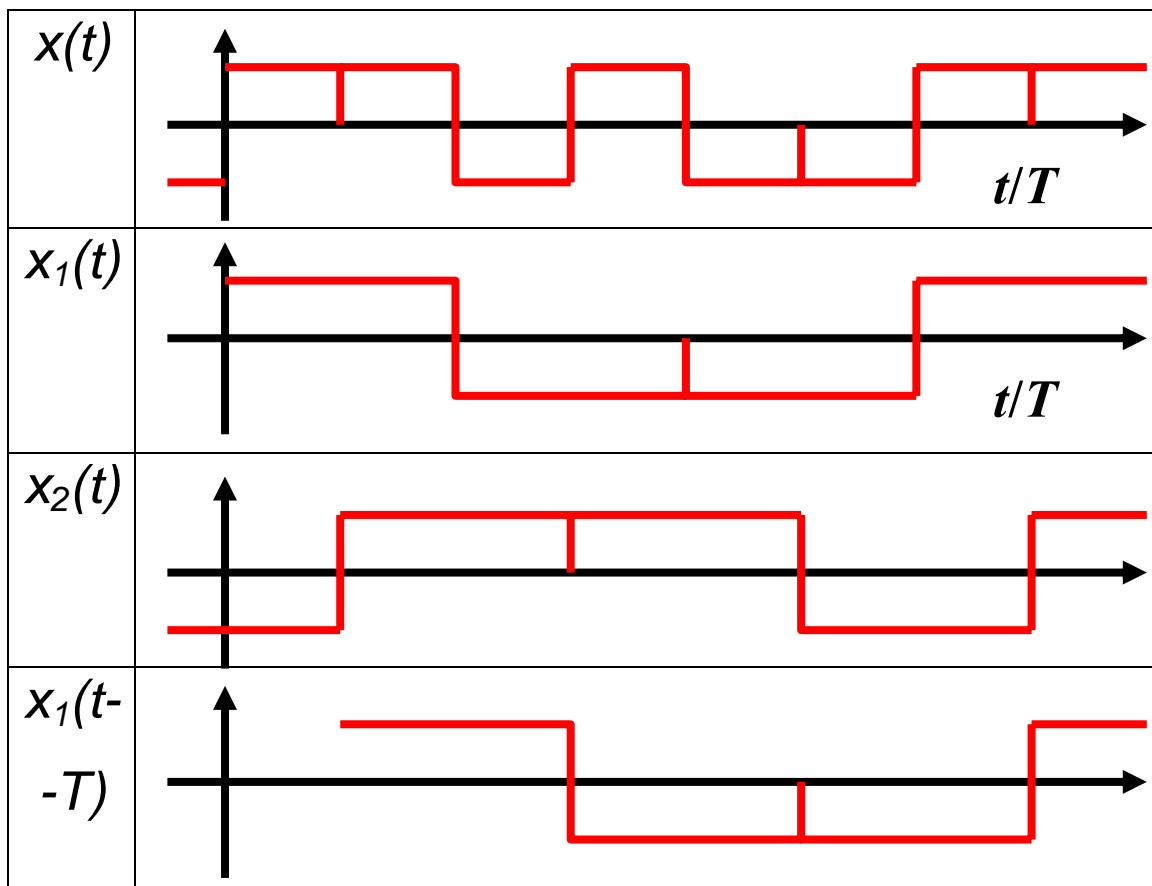 x(t)
t/T
x₁(t)
t/T
x₂(t)
x₁(t-
-T)